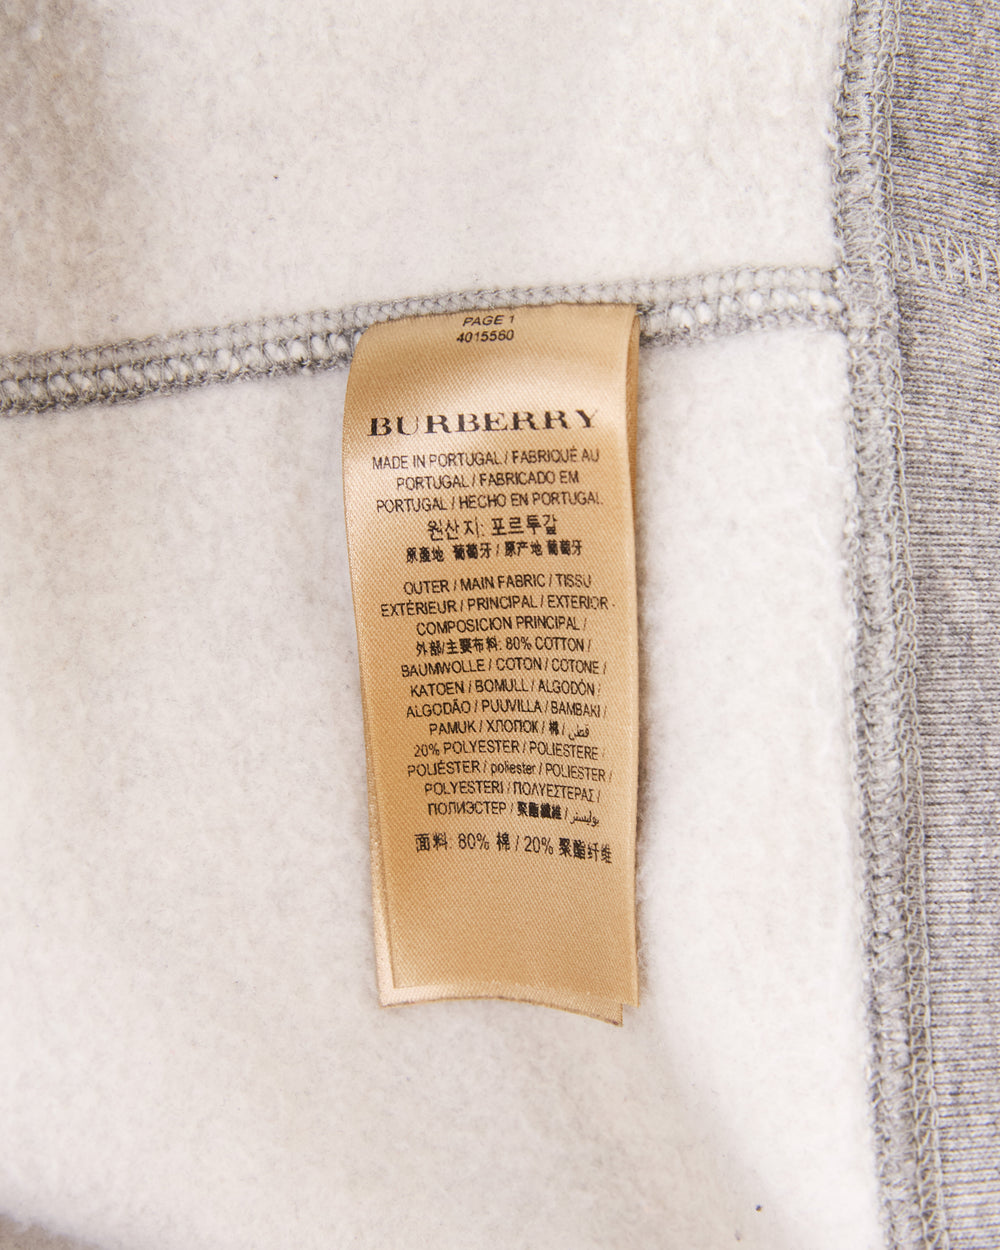 PAGE 1
4015560
BURBERRY
MADE IN PORTUGAL / FABRIQUÉ AU
PORTUGAL / FABRICADO EM
PORTUGAL / HECHO EN PORTUGAL
원산지: 포르투갈
原產地 葡萄牙 / 原产地 葡萄牙
OUTER / MAIN FABRIC / TISSU
EXTÉRIEUR / PRINCIPAL / EXTERIOR -
COMPOSICION PRINCIPAL /
外部/主要布料: 80% COTTON /
BAUMWOLLE / COTON / COTONE /
KATOEN / BOMULL / ALGODÓN /
ALGODÃO / PUUVILLA / BAMBAKI /
PAMUK / ХЛОПОК / 棉 / قطن /
20% POLYESTER / POLIESTERE /
POLIÉSTER / poliester / POLIESTER /
POLYESTERI / ΠΟΛΥΕΣΤΕΡΑΣ /
ПОЛИЭСТЕР / 聚酯纖維 / بوليستر /
面料: 80% 棉 / 20% 聚酯纤维